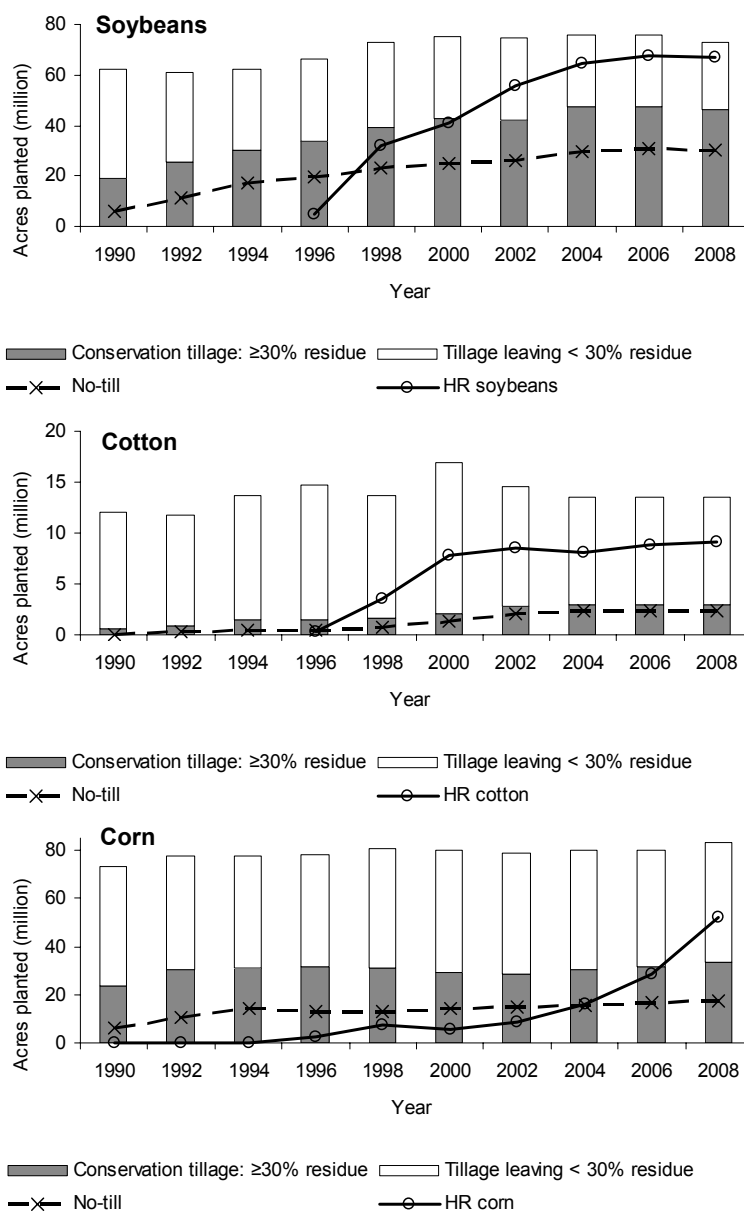 Soybeans
80
60
40
20
0
Acres planted (million)
1990 1992 1994 1996 1998 2000 2002 2004 2006 2008
Year
Conservation tillage: ≥30% residue Tillage leaving < 30% residue
No-till HR soybeans
Cotton
20
15
10
5
0
Acres planted (million)
1990 1992 1994 1996 1998 2000 2002 2004 2006 2008
Year
Conservation tillage: ≥30% residue Tillage leaving < 30% residue
No-till HR cotton
Corn
80
60
40
20
0
Acres planted (million)
1990 1992 1994 1996 1998 2000 2002 2004 2006 2008
Year
Conservation tillage: ≥30% residue Tillage leaving < 30% residue
No-till HR corn